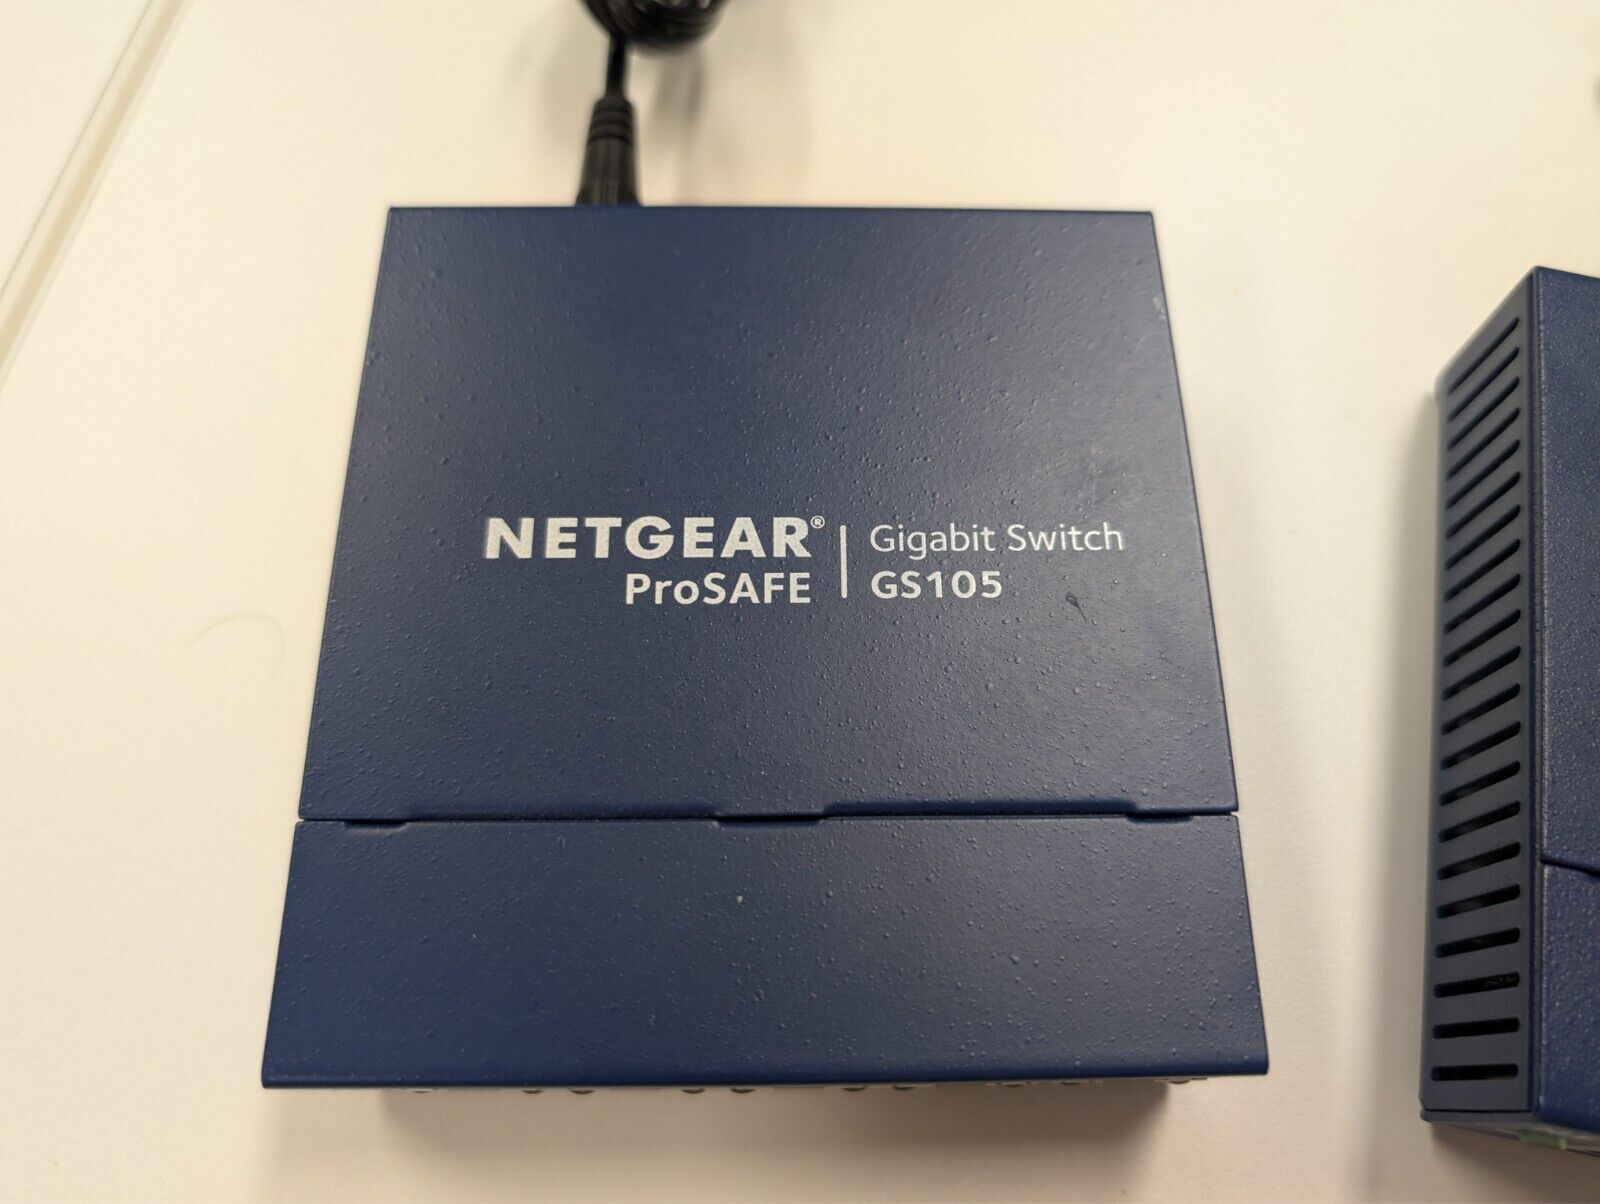 NETGEAR®
ProSAFE
Gigabit Switch
GS105